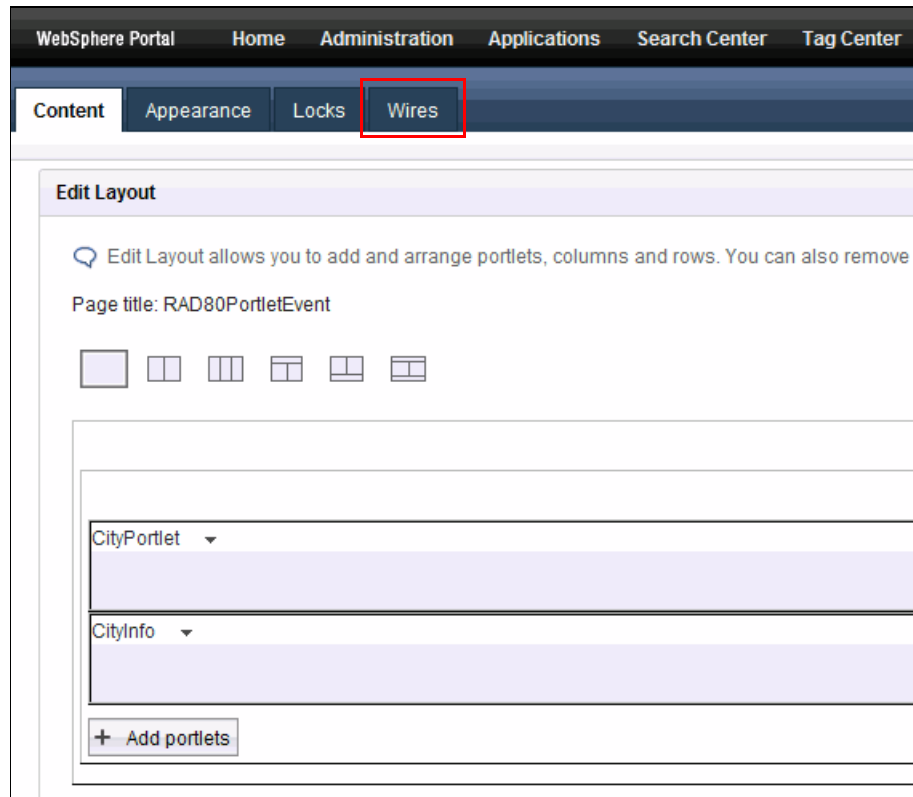 WebSphere Portal Home Administration Applications Search Center Tag Center
Content Appearance Locks Wires
Edit Layout
Edit Layout allows you to add and arrange portlets, columns and rows. You can also remove
Page title: RAD80PortletEvent
CityPortlet
CityInfo
+ Add portlets